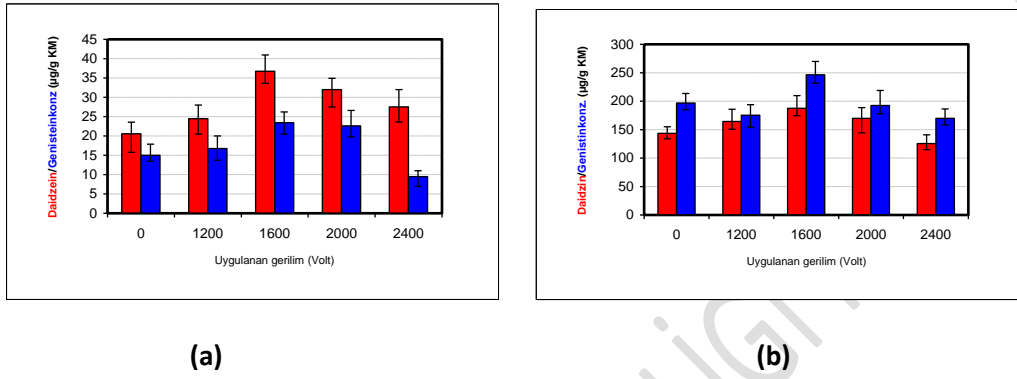 Daidzein/Genisteinkonz (µg/g KM)
45
40
35
30
25
20
15
10
5
0
0 1200 1600 2000 2400
Uygulanan gerilim (Volt)
(a)
Daidzin/Genistinkonz. (µg/g KM)
300
250
200
150
100
50
0
0 1200 1600 2000 2400
Uygulanan gerilim (Volt)
(b)